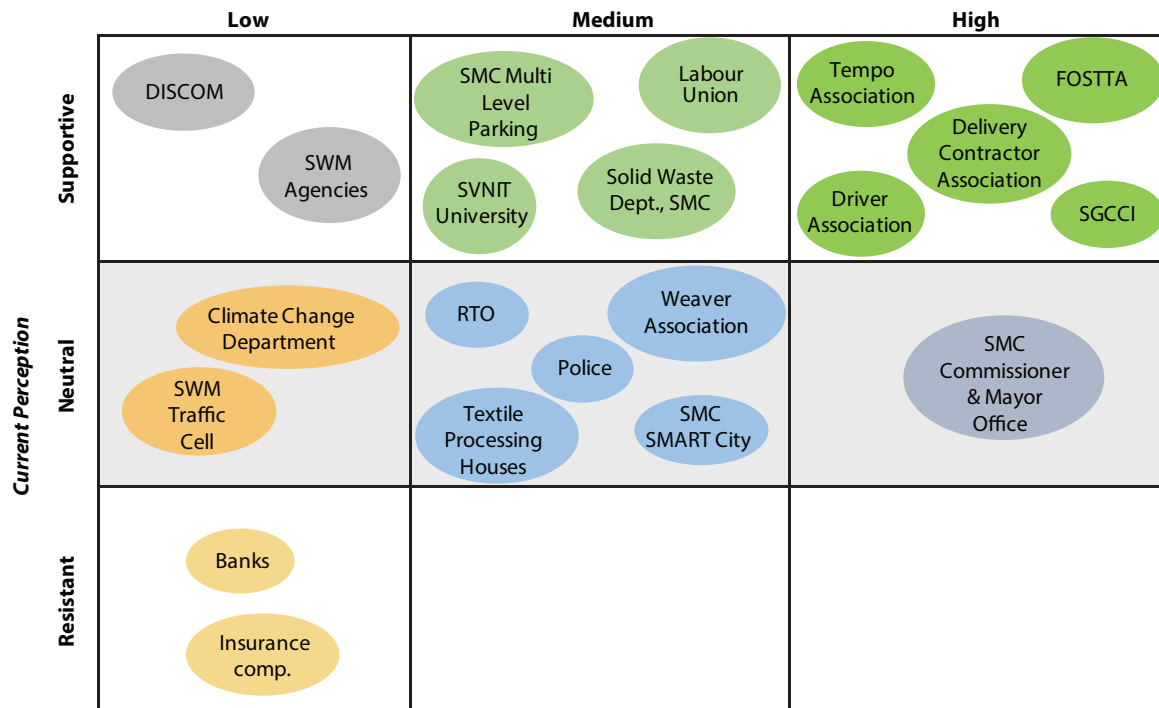 Low
Medium
High
Current Perception
Supportive
DISCOM
SWM
Agencies
SMC Multi
Level
Parking
Labour
Union
SVNIT
University
Solid Waste
Dept., SMC
Tempo
Association
FOSTTA
Delivery
Contractor
Association
Driver
Association
SGCCI
Neutral
Climate Change
Department
SWM
Traffic
Cell
RTO
Weaver
Association
Police
Textile
Processing
Houses
SMC
SMART City
SMC
Commissioner
& Mayor
Office
Resistant
Banks
Insurance
comp.